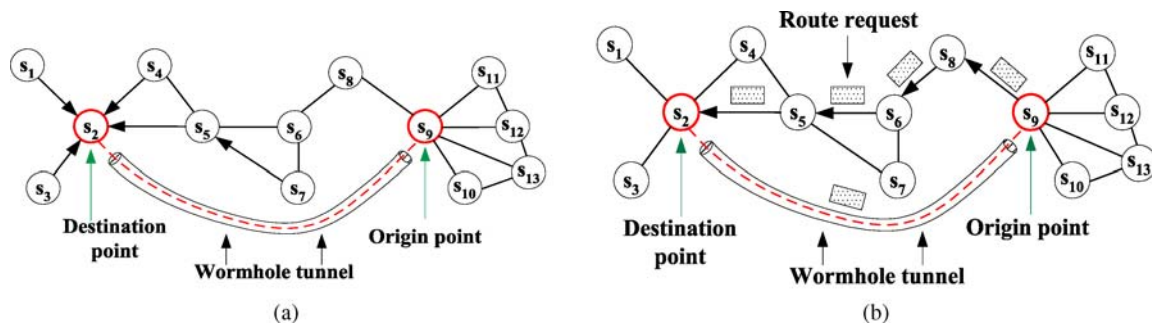 s1
s4
s8
s11
s2
s5
s6
s9
s12
s3
s7
s10
s13
Destination
point
Origin point
Wormhole tunnel
(a)
Route request
s1
s4
s8
s11
s2
s5
s6
s9
s12
s3
s7
s10
s13
Destination
point
Origin point
Wormhole tunnel
(b)